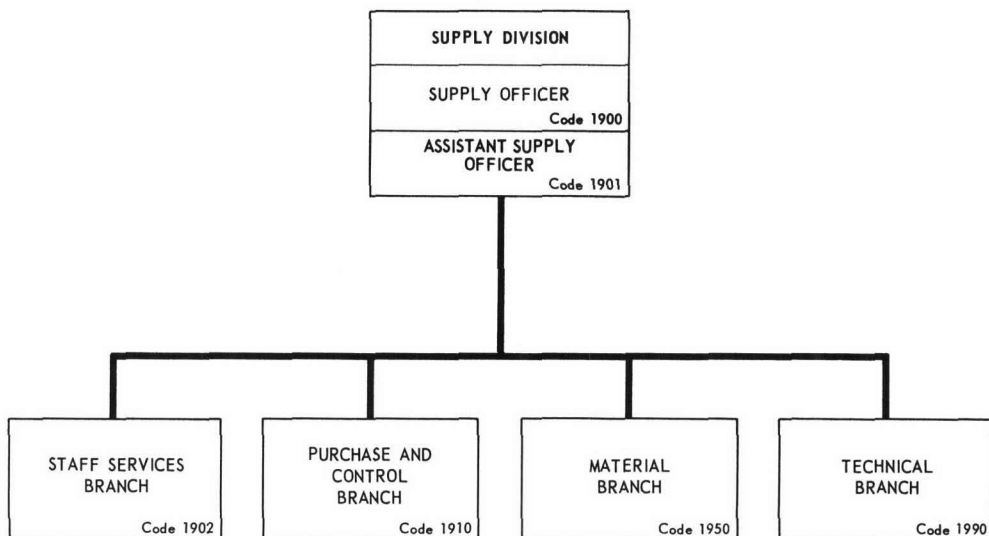 SUPPLY DIVISION
SUPPLY OFFICER
Code 1900
ASSISTANT SUPPLY
OFFICER
Code 1901
STAFF SERVICES
BRANCH
Code 1902
PURCHASE AND
CONTROL
BRANCH
Code 1910
MATERIAL
BRANCH
Code 1950
TECHNICAL
BRANCH
Code 1990